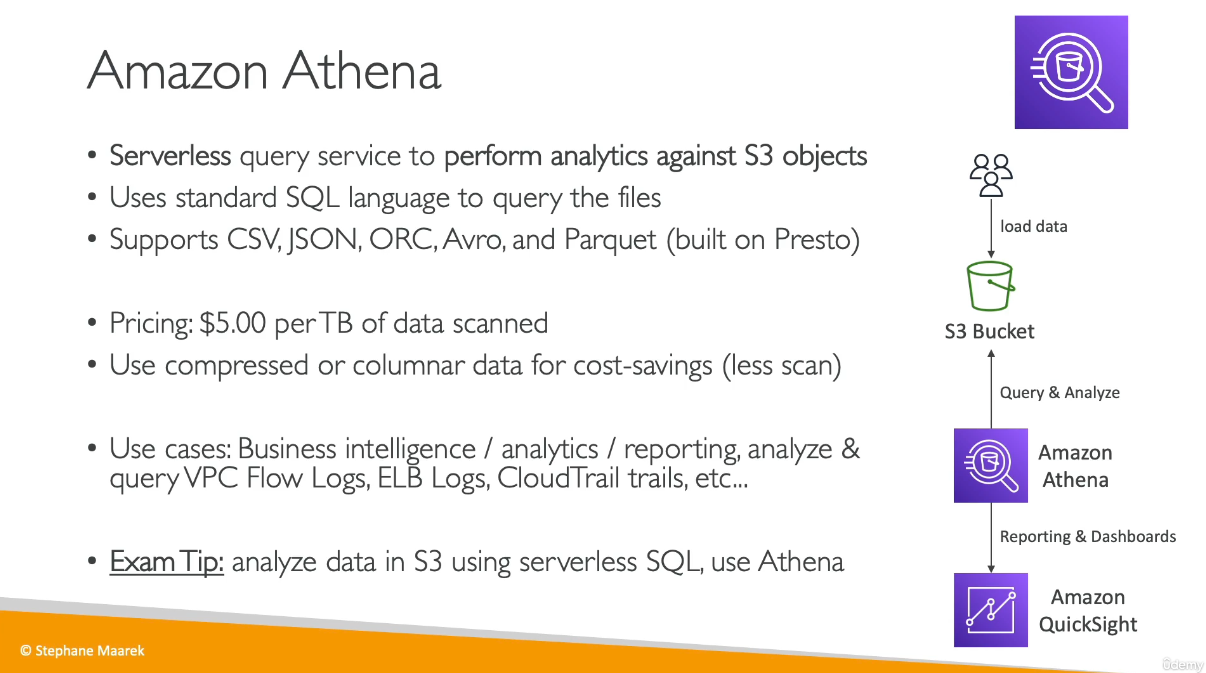 Amazon Athena
• Serverless query service to perform analytics against S3 objects
• Uses standard SQL language to query the files
• Supports CSV, JSON, ORC, Avro, and Parquet (built on Presto)
• Pricing: $5.00 per TB of data scanned
• Use compressed or columnar data for cost-savings (less scan)
• Use cases: Business intelligence / analytics / reporting, analyze &
query VPC Flow Logs, ELB Logs, CloudTrail trails, etc...
• Exam Tip: analyze data in S3 using serverless SQL, use Athena
load data
S3 Bucket
Query & Analyze
Amazon
Athena
Reporting & Dashboards
Amazon
QuickSight
© Stephane Maarek
ûdemy